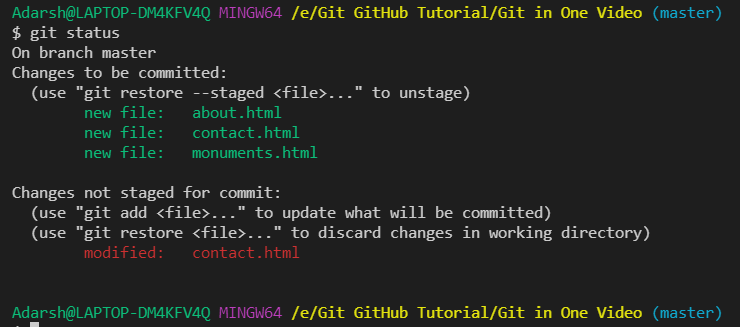 Adarsh@LAPTOP-DM4KFV4Q MINGW64 /e/Git GitHub Tutorial/Git in One Video (master)
$ git status
On branch master
Changes to be committed:
  (use "git restore --staged <file>..." to unstage)
        new file:   about.html
        new file:   contact.html
        new file:   monuments.html

Changes not staged for commit:
  (use "git add <file>..." to update what will be committed)
  (use "git restore <file>..." to discard changes in working directory)
        modified:   contact.html

Adarsh@LAPTOP-DM4KFV4Q MINGW64 /e/Git GitHub Tutorial/Git in One Video (master)